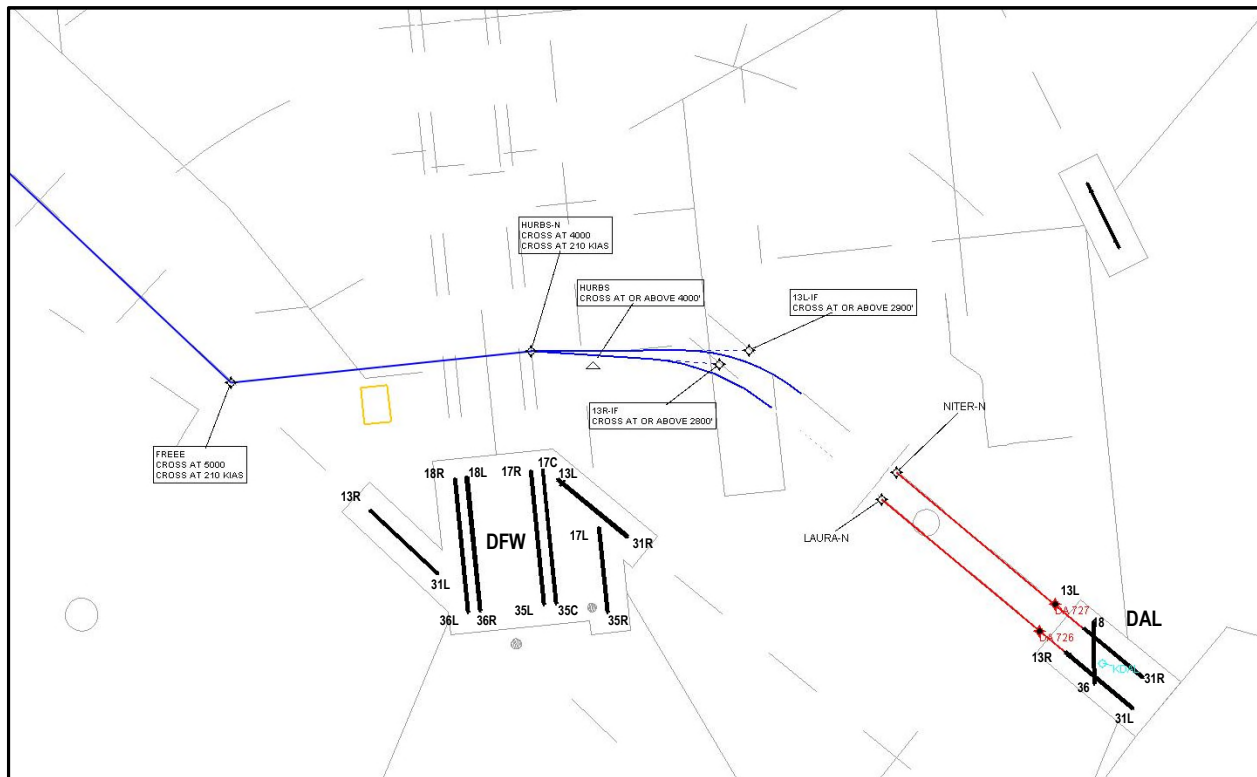 HURBS-N
CROSS AT 4000
CROSS AT 210 KIAS
HURBS
CROSS AT OR ABOVE 4000'
13L-IF
CROSS AT OR ABOVE 2900'
13R-IF
CROSS AT OR ABOVE 2800'
FREEE
CROSS AT 5000
CROSS AT 210 KIAS
NITER-N
LAURA-N
13R
31L
18R
18L
17R
17C
13L
17L
31R
DFW
36L
36R
35L
35C
35R
13L
DA 727
18
DAL
DA 726
13R
KDAL
36
31R
31L